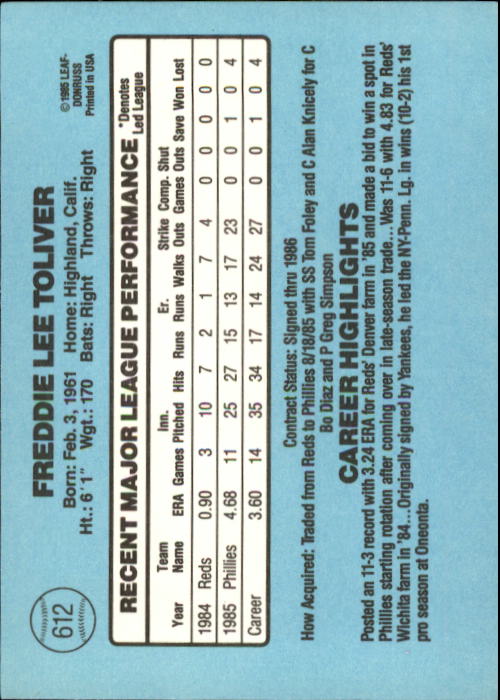 612
FREDDIE LEE TOLIVER
Born: Feb. 3, 1961 Home: Highland, Calif.
Ht.: 6'1" Wgt.: 170 Bats: Right Throws: Right
©1985 LEAF-
DONRUSS
Printed in USA
RECENT MAJOR LEAGUE PERFORMANCE *Denotes
Led League
Team Inn. Er. Strike Comp. Shut
Year Name ERA Games Pitched Hits Runs Runs Walks Outs Games Outs Save Won Lost
1984 Reds 0.90 3 10 7 2 1 7 4 0 0 0 0 0
1985 Phillies 4.68 11 25 27 15 13 17 23 0 0 1 0 4
Career 3.60 14 35 34 17 14 24 27 0 0 1 0 4
Contract Status: Signed thru 1986
How Acquired: Traded from Reds to Phillies 8/18/85 with SS Tom Foley and C Alan Knicely for C
Bo Diaz and P Greg Simpson
CAREER HIGHLIGHTS
Posted an 11-3 record with 3.24 ERA for Reds' Denver farm in '85 and made a bid to win a spot in
Phillies starting rotation after coming over in late-season trade...Was 11-6 with 4.83 for Reds'
Wichita farm in '84...Originally signed by Yankees, he led the NY-Penn. Lg. in wins (10-2) his 1st
pro season at Oneonta.